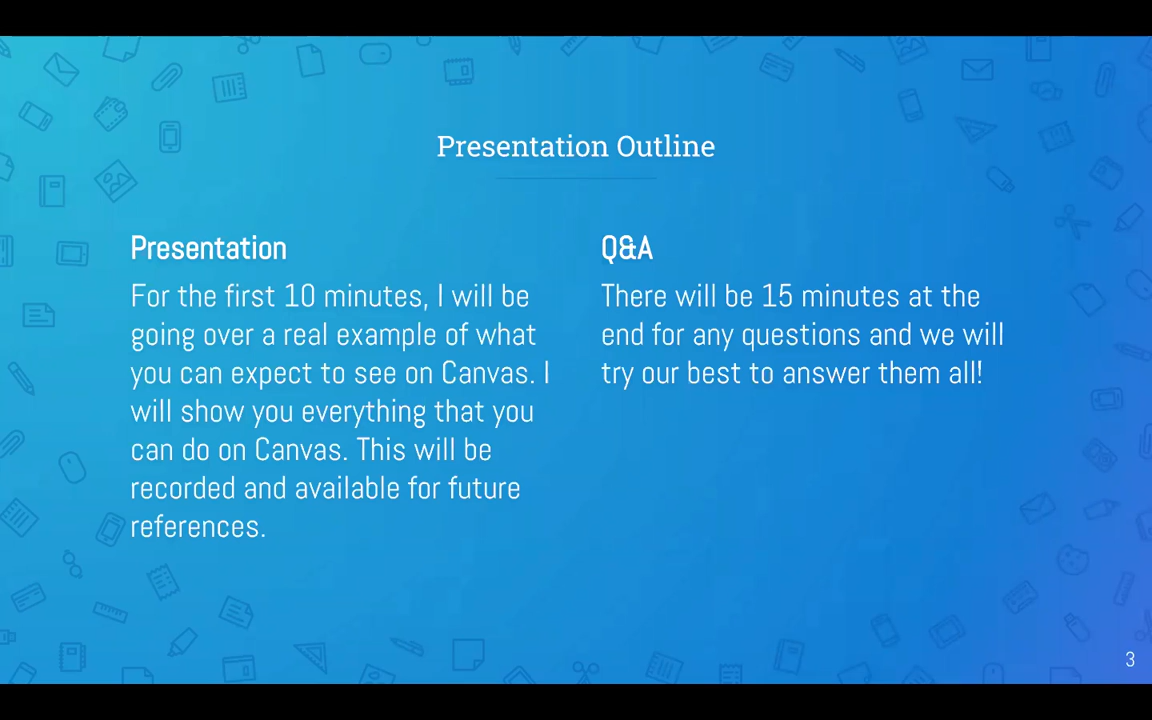 Presentation Outline
Presentation
For the first 10 minutes, I will be
going over a real example of what
you can expect to see on Canvas. I
will show you everything that you
can do on Canvas. This will be
recorded and available for future
references.
Q&A
There will be 15 minutes at the
end for any questions and we will
try our best to answer them all!
3